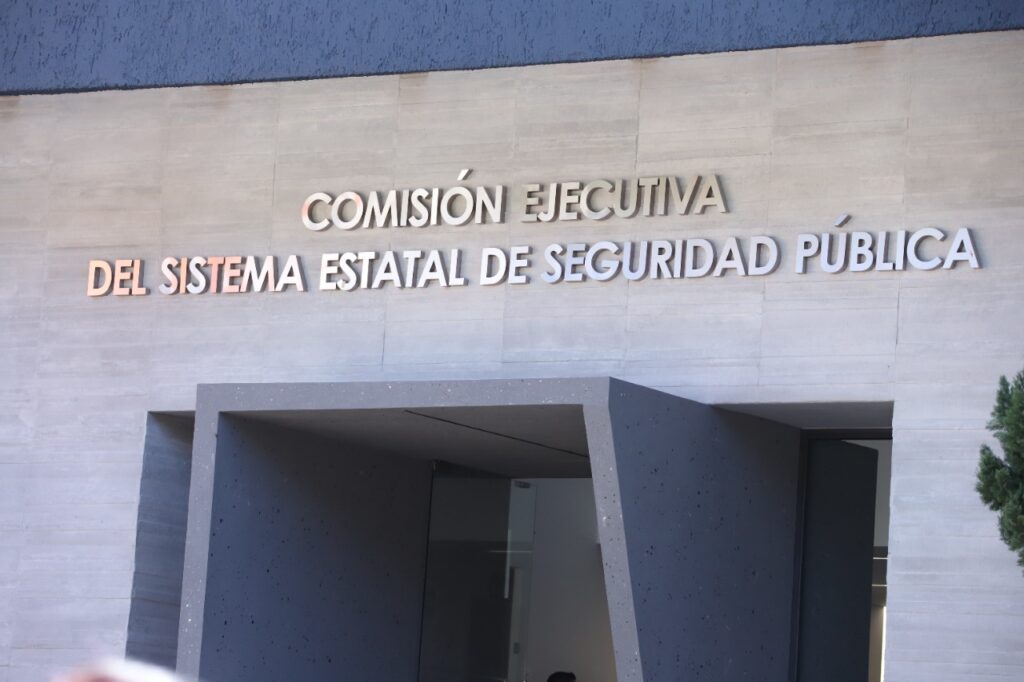 COMISIÓN EJECUTIVA
DEL SISTEMA ESTATAL DE SEGURIDAD PÚBLICA